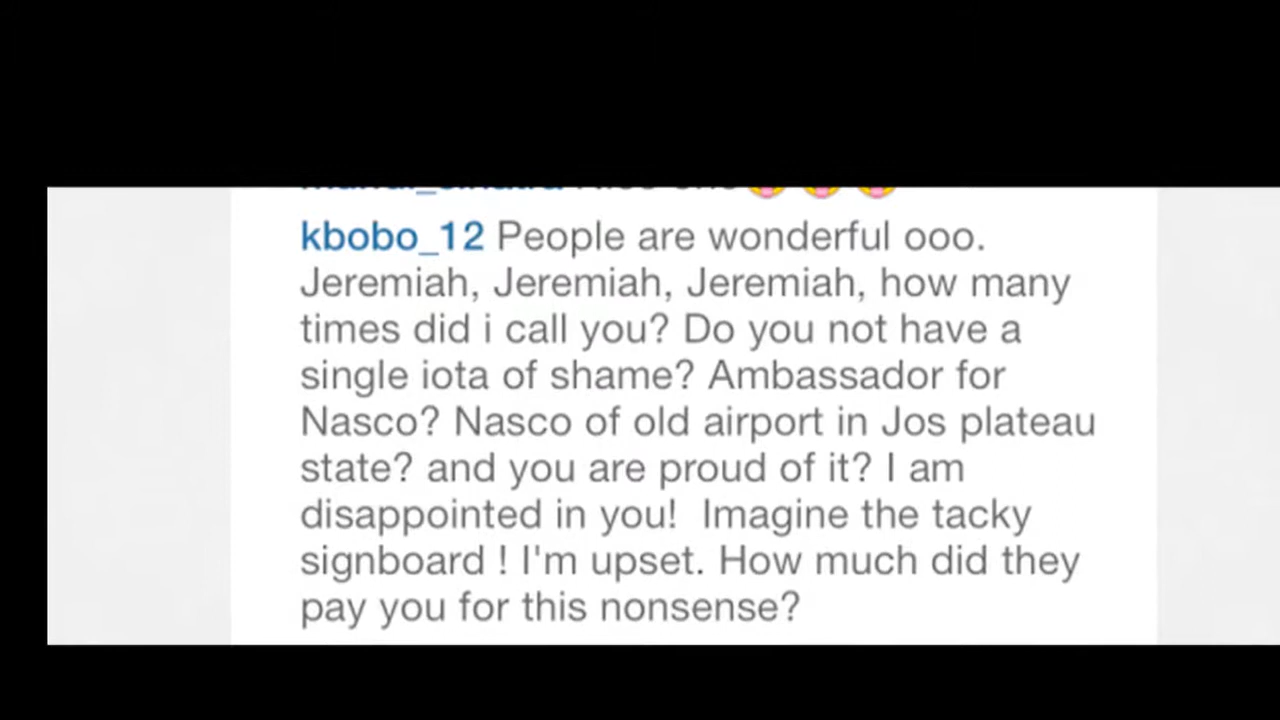 kbobo_12 People are wonderful ooo.
Jeremiah, Jeremiah, Jeremiah, how many
times did i call you? Do you not have a
single iota of shame? Ambassador for
Nasco? Nasco of old airport in Jos plateau
state? and you are proud of it? I am
disappointed in you!  Imagine the tacky
signboard ! I'm upset. How much did they
pay you for this nonsense?